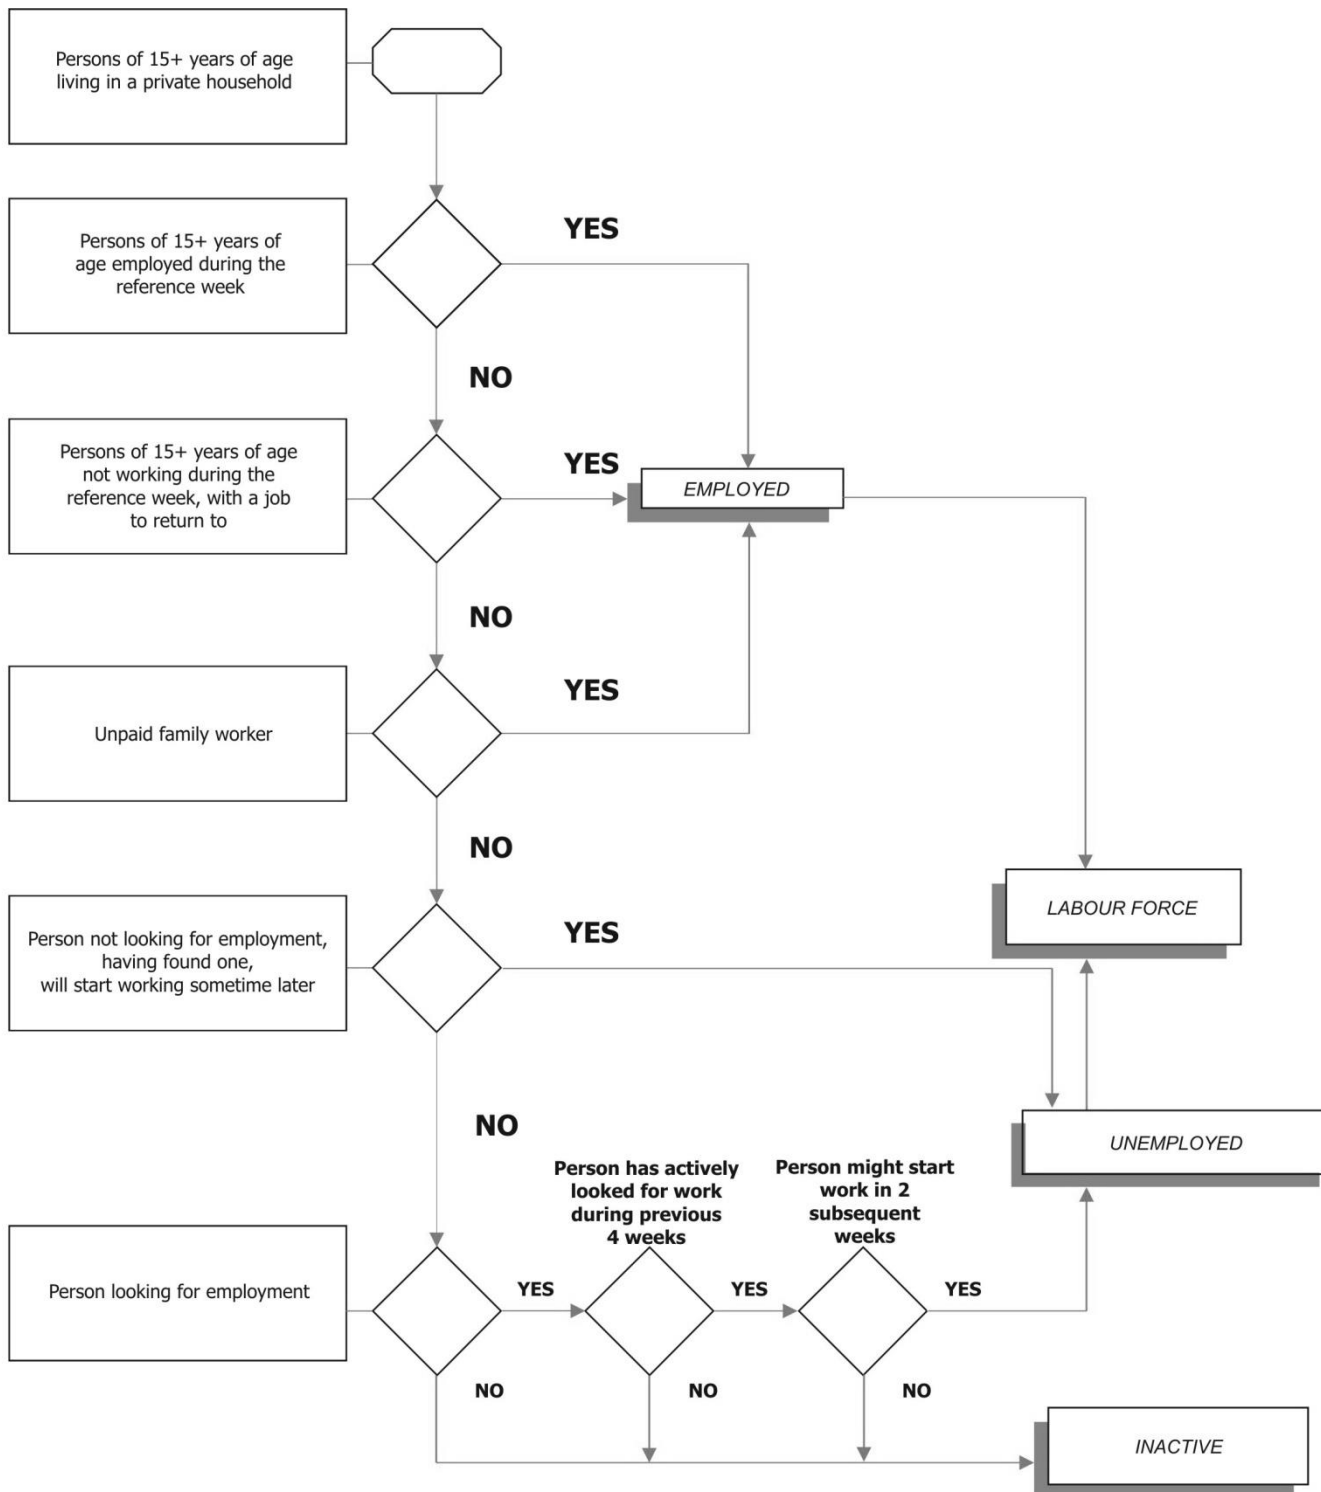 Persons of 15+ years of age
living in a private household
Persons of 15+ years of
age employed during the
reference week
YES
NO
Persons of 15+ years of age
not working during the
reference week, with a job
to return to
YES
EMPLOYED
NO
Unpaid family worker
YES
NO
LABOUR FORCE
Person not looking for employment,
having found one,
will start working sometime later
YES
NO
UNEMPLOYED
Person has actively
looked for work
during previous
4 weeks
Person might start
work in 2
subsequent
weeks
Person looking for employment
YES
YES
YES
NO
NO
NO
INACTIVE